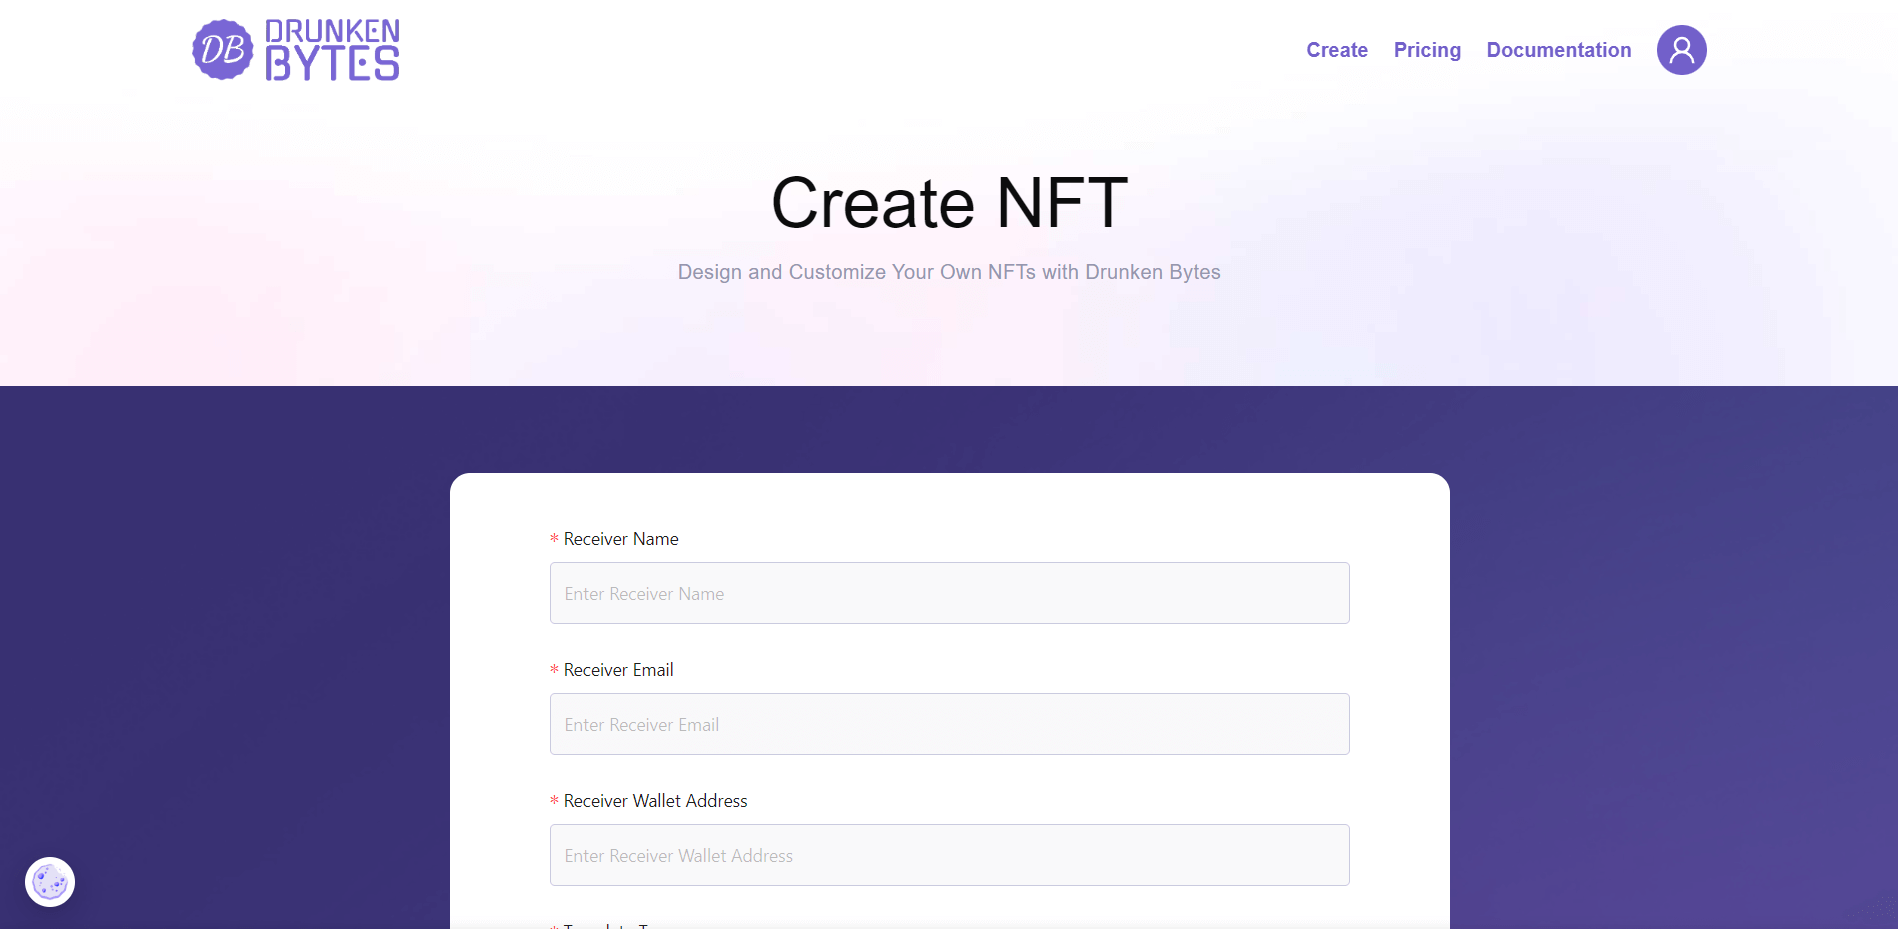 DB DRUNKEN BYTES
Create Pricing Documentation
Create NFT
Design and Customize Your Own NFTs with Drunken Bytes
* Receiver Name
Enter Receiver Name
* Receiver Email
Enter Receiver Email
* Receiver Wallet Address
Enter Receiver Wallet Address